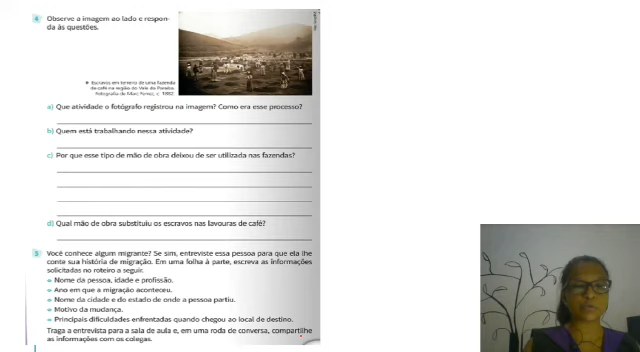 4 Observe a imagem ao lado e respon-
da às questões.
Escravos em terreiro de uma fazenda
de café na região do Vale do Paraíba.
Fotografia de Marc Ferrez, c. 1882.
a) Que atividade o fotógrafo registrou na imagem? Como era esse processo?
b) Quem está trabalhando nessa atividade?
c) Por que esse tipo de mão de obra deixou de ser utilizada nas fazendas?
d) Qual mão de obra substituiu os escravos nas lavouras de café?
5 Você conhece algum migrante? Se sim, entreviste essa pessoa para que ela lhe
conte sua história de migração. Em uma folha à parte, escreva as informações
solicitadas no roteiro a seguir.
Nome da pessoa, idade e profissão.
Ano em que a migração aconteceu.
Nome da cidade e do estado de onde a pessoa partiu.
Motivo da mudança.
Principais dificuldades enfrentadas quando chegou ao local de destino.
Traga a entrevista para a sala de aula e, em uma roda de conversa, compartilhe
as informações com os colegas.